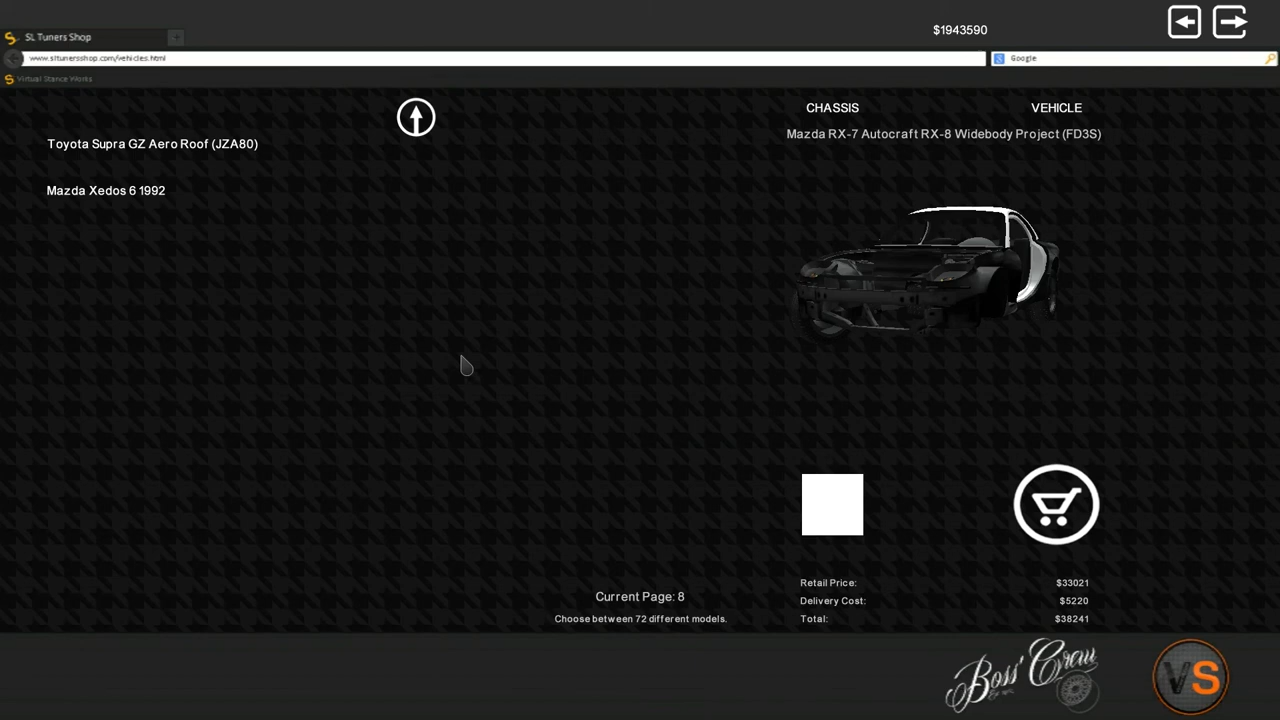 SL Tuners Shop
$1943590
www.sltunersshop.com/vehicles.html
Google
Virtual Stance Works
CHASSIS
VEHICLE
Toyota Supra GZ Aero Roof (JZA80)
Mazda RX-7 Autocraft RX-8 Widebody Project (FD3S)
Mazda Xedos 6 1992
Retail Price:
$33021
Current Page: 8
Delivery Cost:
$5220
Choose between 72 different models.
Total:
$38241
Boss' Crew
VS